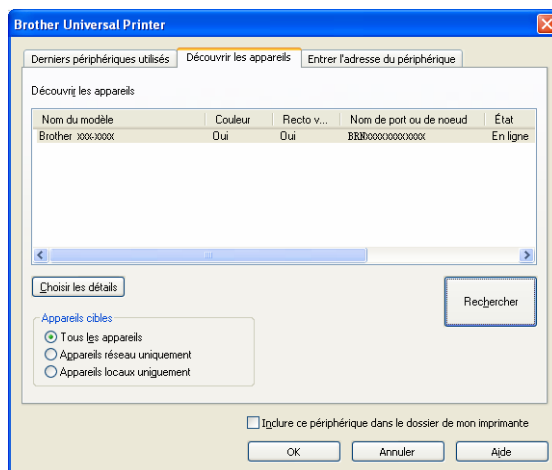 Brother Universal Printer
Derniers périphériques utilisés Découvrir les appareils Entrer l'adresse du périphérique
Découvrir les appareils
Nom du modèle Couleur Recto v... Nom de port ou de noeud État
Brother xxx-xxxx Oui Oui BRNxxxxxxxxxxxx En ligne
Choisir les détails
Rechercher
Appareils cibles
Tous les appareils
Appareils réseau uniquement
Appareils locaux uniquement
Inclure ce périphérique dans le dossier de mon imprimante
OK Annuler Aide